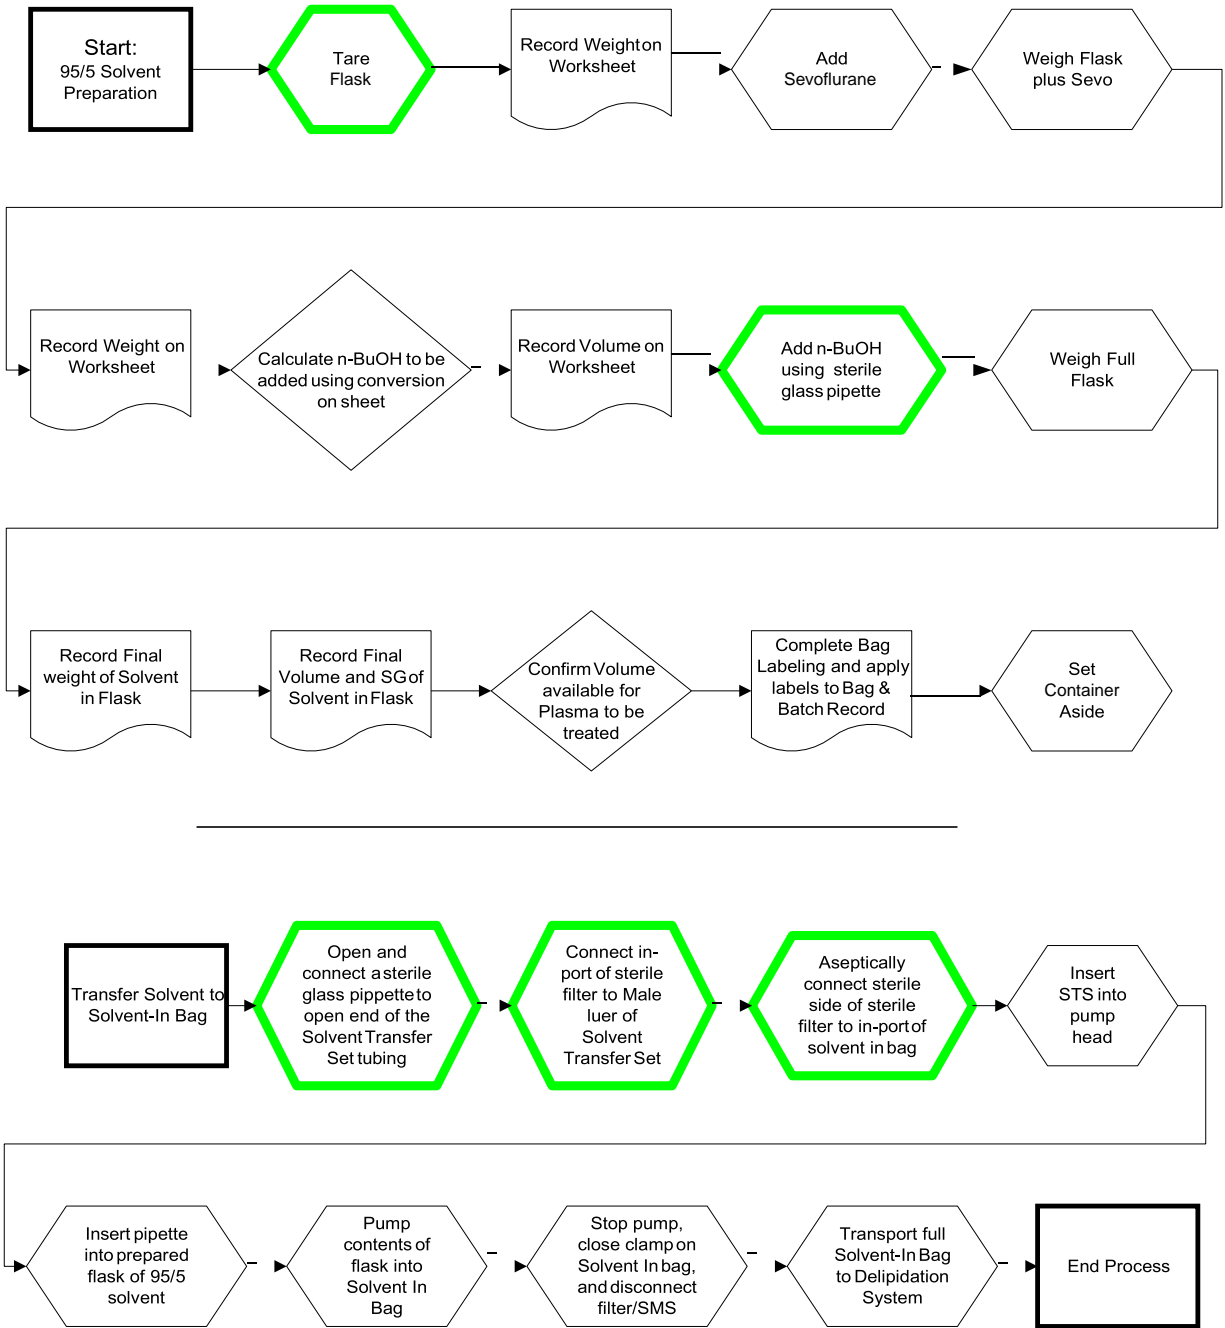 Start:
95/5 Solvent
Preparation
Tare
Flask
Record Weight on
Worksheet
Add
Sevoflurane
Weigh Flask
plus Sevo
Record Weight on
Worksheet
Calculate n-BuOH to be
added using conversion
on sheet
Record Volume on
Worksheet
Add n-BuOH
using sterile
glass pipette
Weigh Full
Flask
Record Final
weight of Solvent
in Flask
Record Final
Volume and SG of
Solvent in Flask
Confirm Volume
available for
Plasma to be
treated
Complete Bag
Labeling and apply
labels to Bag &
Batch Record
Set
Container
Aside
Transfer Solvent to
Solvent-In Bag
Open and
connect a sterile
glass pippette to
open end of the
Solvent Transfer
Set tubing
Connect in-
port of sterile
filter to Male
luer of
Solvent
Transfer Set
Aseptically
connect sterile
side of sterile
filter to in-port of
solvent in bag
Insert
STS into
pump
head
Insert pipette
into prepared
flask of 95/5
solvent
Pump
contents of
flask into
Solvent In
Bag
Stop pump,
close clamp on
Solvent In bag,
and disconnect
filter/SMS
Transport full
Solvent-In Bag
to Delipidation
System
End Process